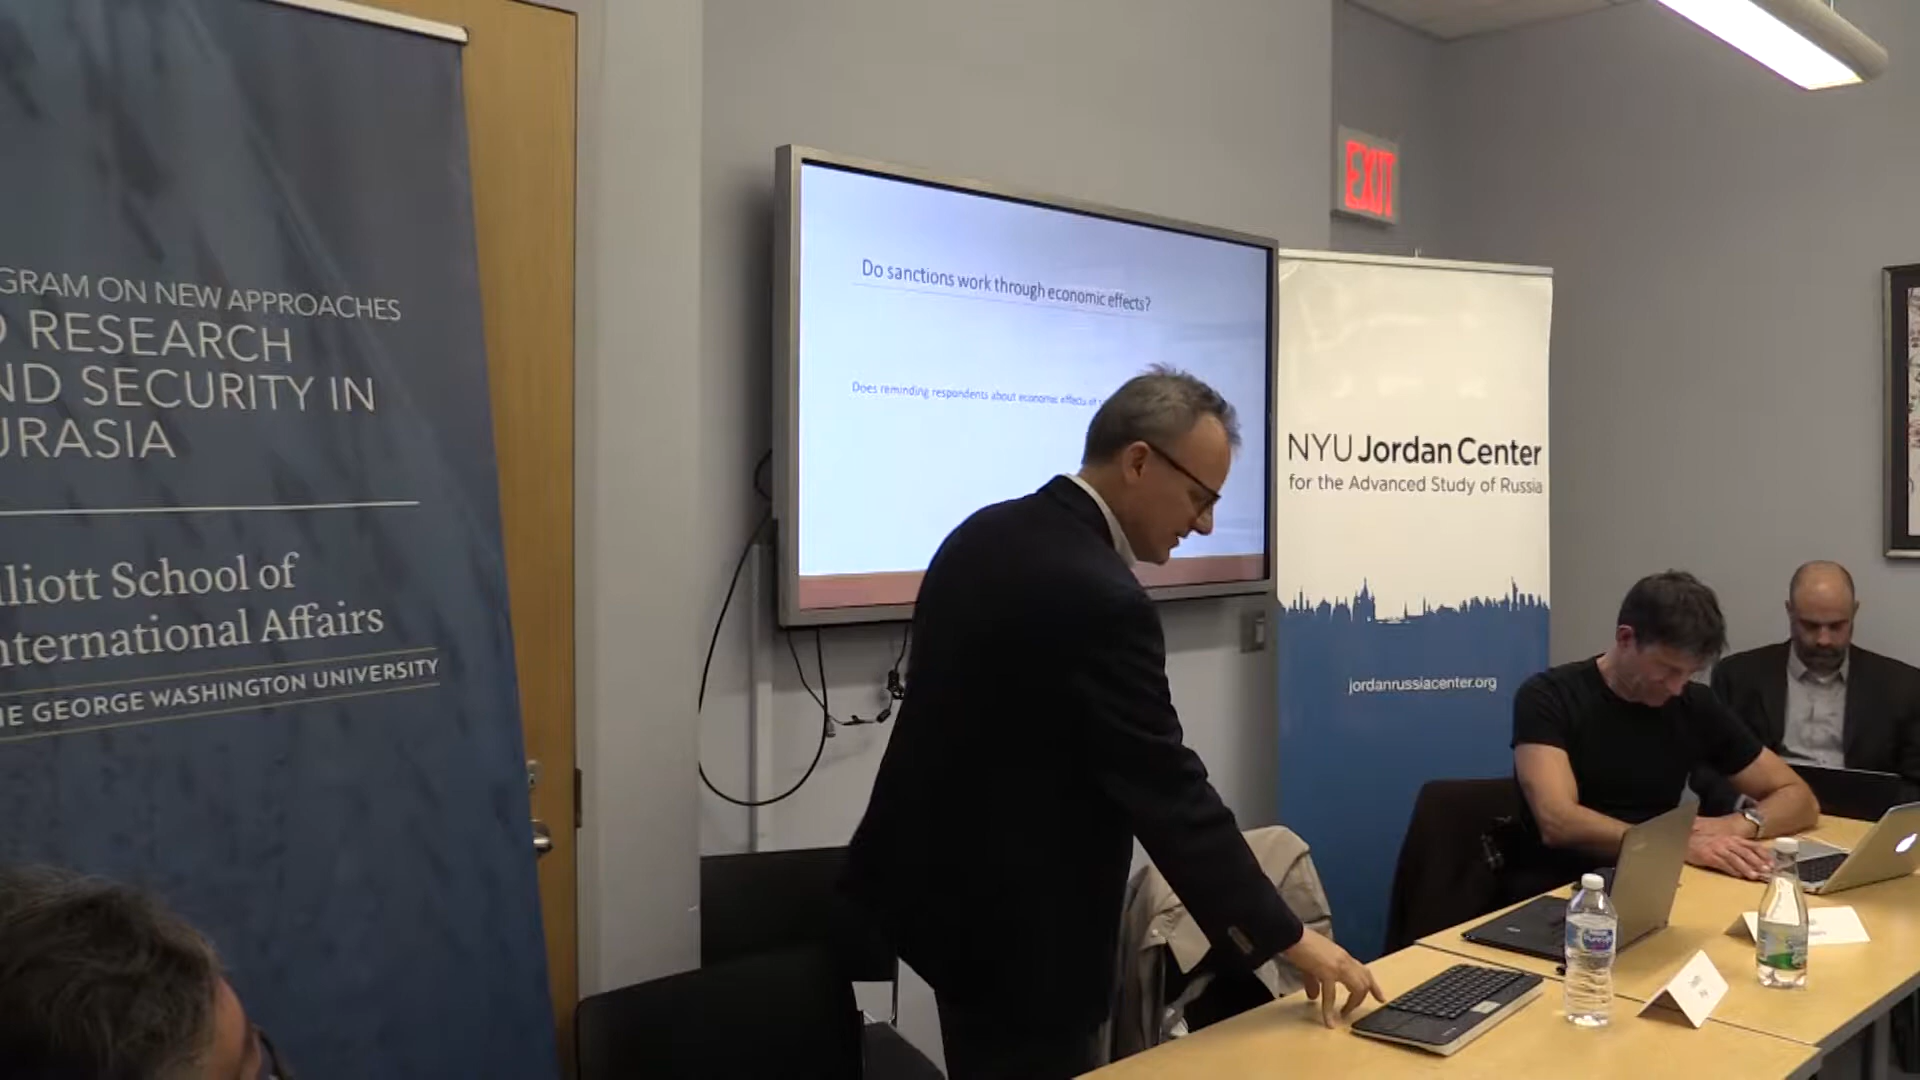 GRAM ON NEW APPROACHES
O RESEARCH
ND SECURITY IN
URASIA
lliott School of
nternational Affairs
HE GEORGE WASHINGTON UNIVERSITY
Do sanctions work through economic effects?
Does reminding respondents about economic effects of
EXIT
NYU Jordan Center
for the Advanced Study of Russia
jordanrussiacenter.org